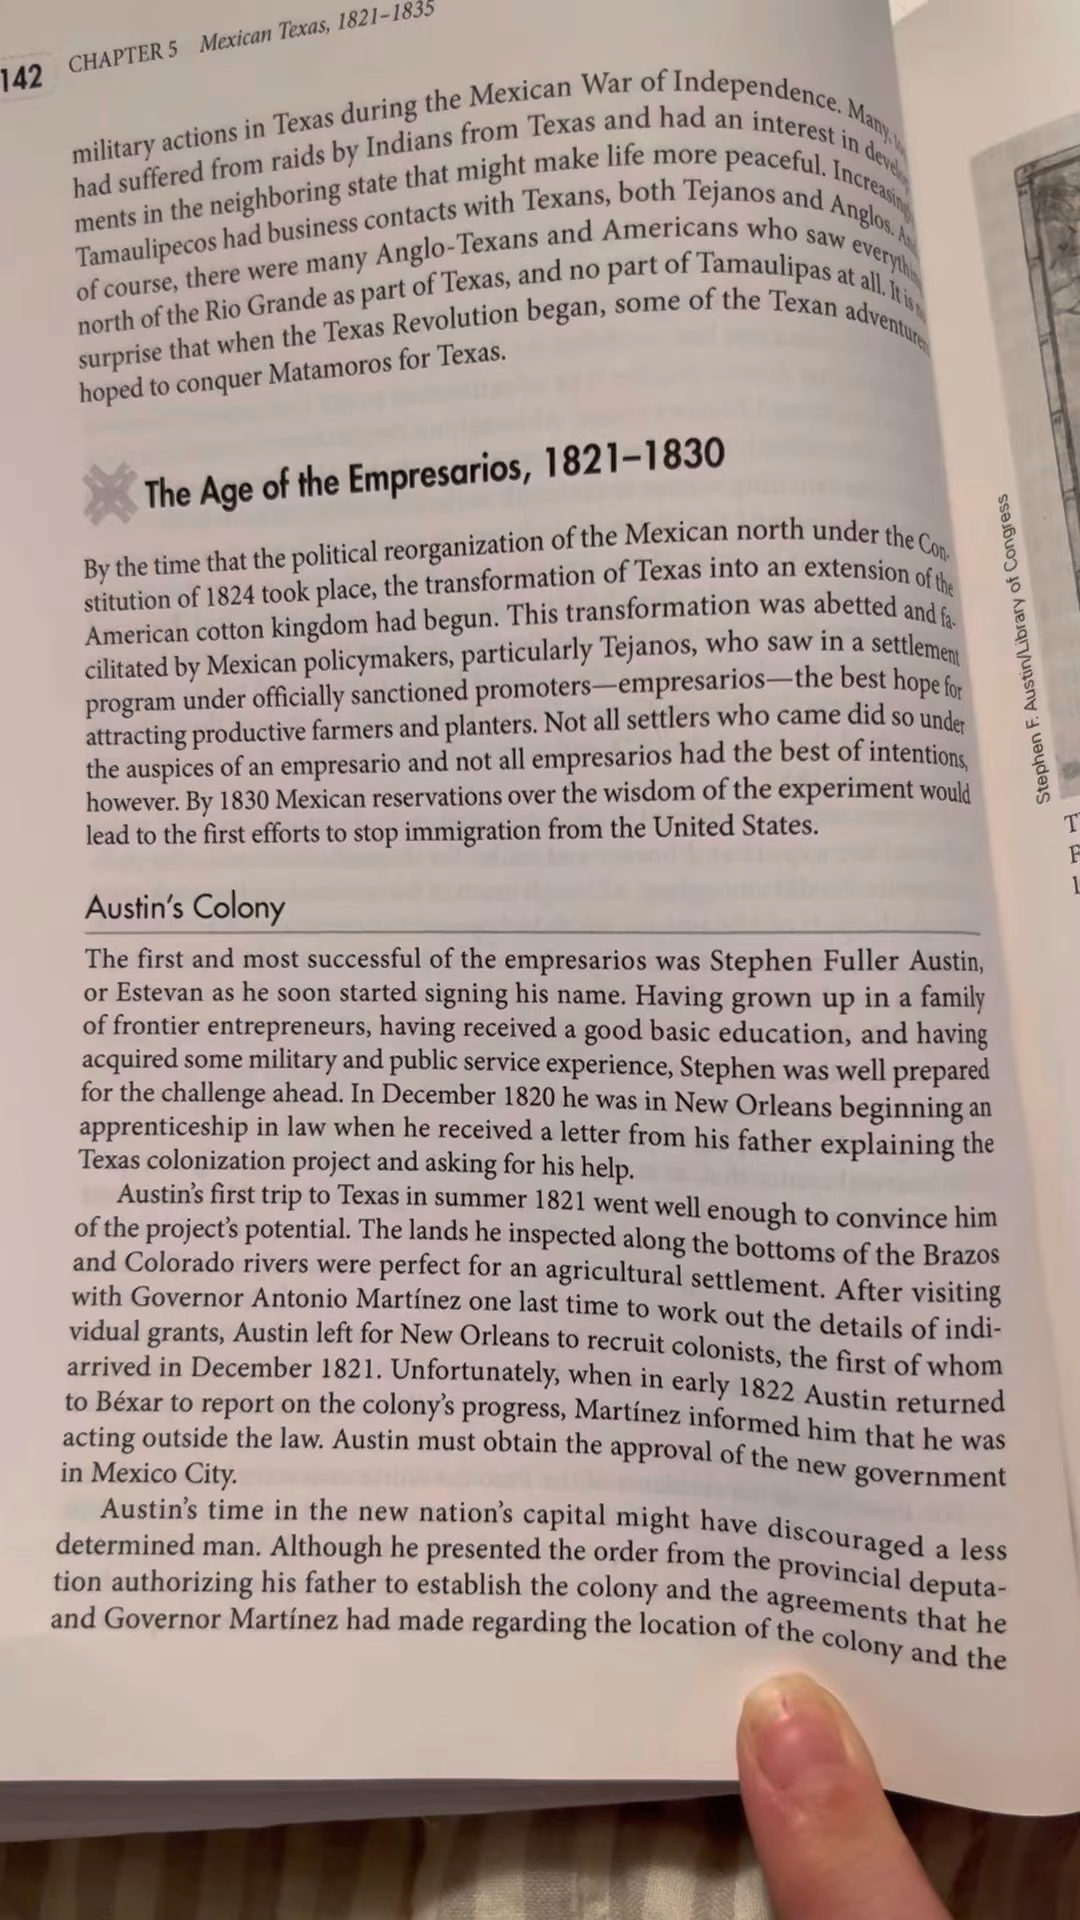 142 CHAPTER 5 Mexican Texas, 1821–1835
military actions in Texas during the Mexican War of Independence. Many,
had suffered from raids by Indians from Texas and had an interest in develop
ments in the neighboring state that might make life more peaceful. Increasingly
Tamaulipecos had business contacts with Texans, both Tejanos and Anglos. And
of course, there were many Anglo-Texans and Americans who saw everything
north of the Rio Grande as part of Texas, and no part of Tamaulipas at all. It is
surprise that when the Texas Revolution began, some of the Texan adventurers
hoped to conquer Matamoros for Texas.
The Age of the Empresarios, 1821–1830
By the time that the political reorganization of the Mexican north under the Con-
stitution of 1824 took place, the transformation of Texas into an extension of the
American cotton kingdom had begun. This transformation was abetted and fa-
cilitated by Mexican policymakers, particularly Tejanos, who saw in a settlement
program under officially sanctioned promoters—empresarios—the best hope for
attracting productive farmers and planters. Not all settlers who came did so under
the auspices of an empresario and not all empresarios had the best of intentions,
however. By 1830 Mexican reservations over the wisdom of the experiment would
lead to the first efforts to stop immigration from the United States.
Austin's Colony
The first and most successful of the empresarios was Stephen Fuller Austin,
or Estevan as he soon started signing his name. Having grown up in a family
of frontier entrepreneurs, having received a good basic education, and having
acquired some military and public service experience, Stephen was well prepared
for the challenge ahead. In December 1820 he was in New Orleans beginning an
apprenticeship in law when he received a letter from his father explaining the
Texas colonization project and asking for his help.
Austin's first trip to Texas in summer 1821 went well enough to convince him
of the project's potential. The lands he inspected along the bottoms of the Brazos
and Colorado rivers were perfect for an agricultural settlement. After visiting
with Governor Antonio Martínez one last time to work out the details of indi-
vidual grants, Austin left for New Orleans to recruit colonists, the first of whom
arrived in December 1821. Unfortunately, when in early 1822 Austin returned
to Béxar to report on the colony's progress, Martínez informed him that he was
acting outside the law. Austin must obtain the approval of the new government
in Mexico City.
Austin's time in the new nation's capital might have discouraged a less
determined man. Although he presented the order from the provincial deputa-
tion authorizing his father to establish the colony and the agreements that he
and Governor Martínez had made regarding the location of the colony and the
Stephen F. Austin/Library of Congress